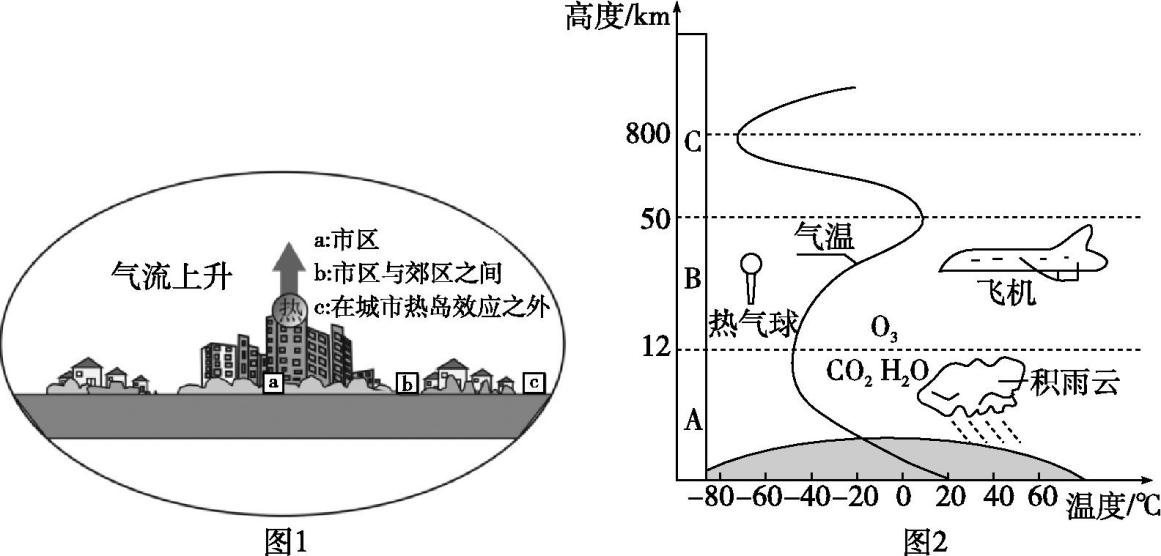 气流上升
热
a:市区
b:市区与郊区之间
c:在城市热岛效应之外
a
b
c
图1
高度/km
800
C
50
气温
B
热气球
飞机
O₃
12
CO₂ H₂O
积雨云
A
-80 -60 -40 -20 0 20 40 60 温度/℃
图2